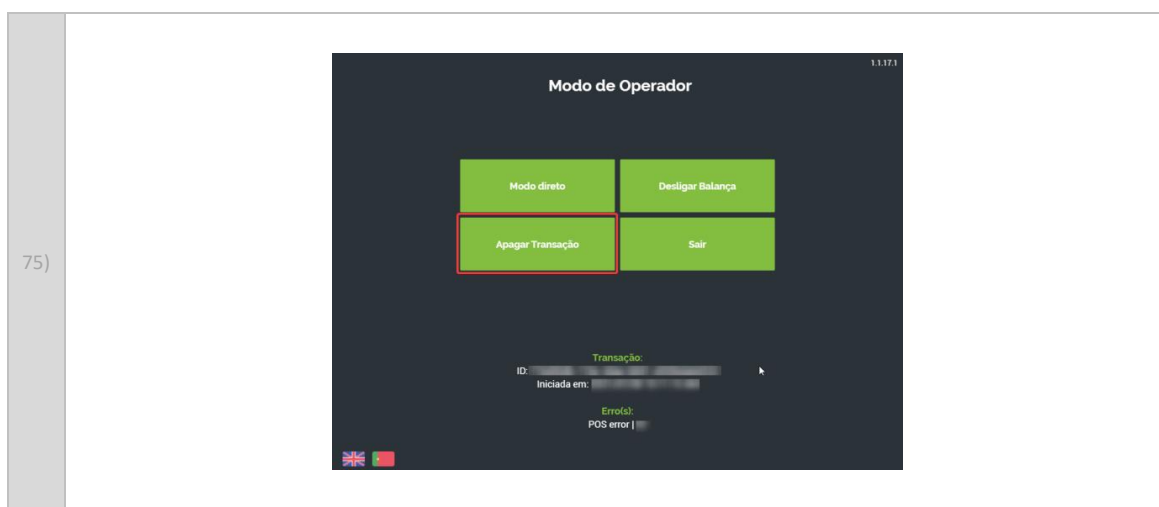 75)
1.1.17.1
Modo de Operador
Modo direto
Desligar Balança
Apagar Transação
Sair
Transação:
ID:
Iniciada em:
Erro(s):
POS error |